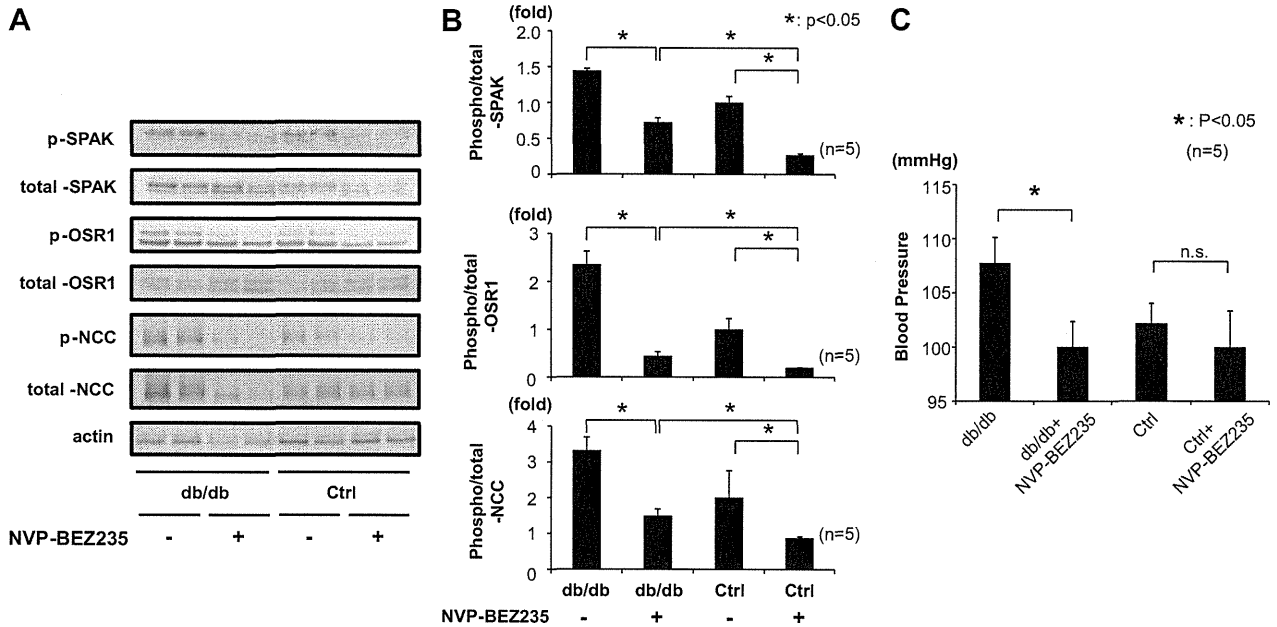 A
p-SPAK
total -SPAK
p-OSR1
total -OSR1
p-NCC
total -NCC
actin
db/db Ctrl
NVP-BEZ235 - + - +
B
(fold)
*: p<0.05
Phospho/total
-SPAK
2.0
1.5
1.0
0.5
0
* * *
(n=5)
(fold)
Phospho/total
-OSR1
3
2
1
0
* * *
(n=5)
(fold)
Phospho/total
-NCC
4
3
2
1
0
* * *
(n=5)
db/db db/db Ctrl Ctrl
NVP-BEZ235 - + - +
C
*: P<0.05
(n=5)
(mmHg)
Blood Pressure
115
110
105
100
95
*
n.s.
db/db
db/db+
NVP-BEZ235
Ctrl
Ctrl+
NVP-BEZ235